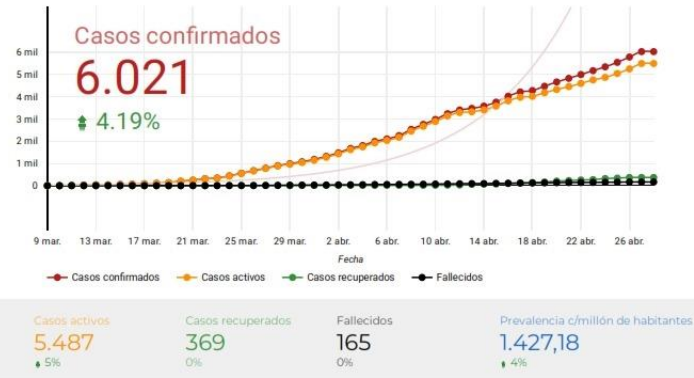 Casos confirmados
6.021
4.19%
6 mil
5 mil
4 mil
3 mil
2 mil
1 mil
0
9 mar. 13 mar. 17 mar. 21 mar. 25 mar. 29 mar. 2 abr. 6 abr. 10 abr. 14 abr. 18 abr. 22 abr. 26 abr.
Fecha
Casos confirmados Casos activos Casos recuperados Fallecidos
Casos activos Casos recuperados Fallecidos Prevalencia c/millón de habitantes
5.487 369 165 1.427,18
5% 0% 0% 4%